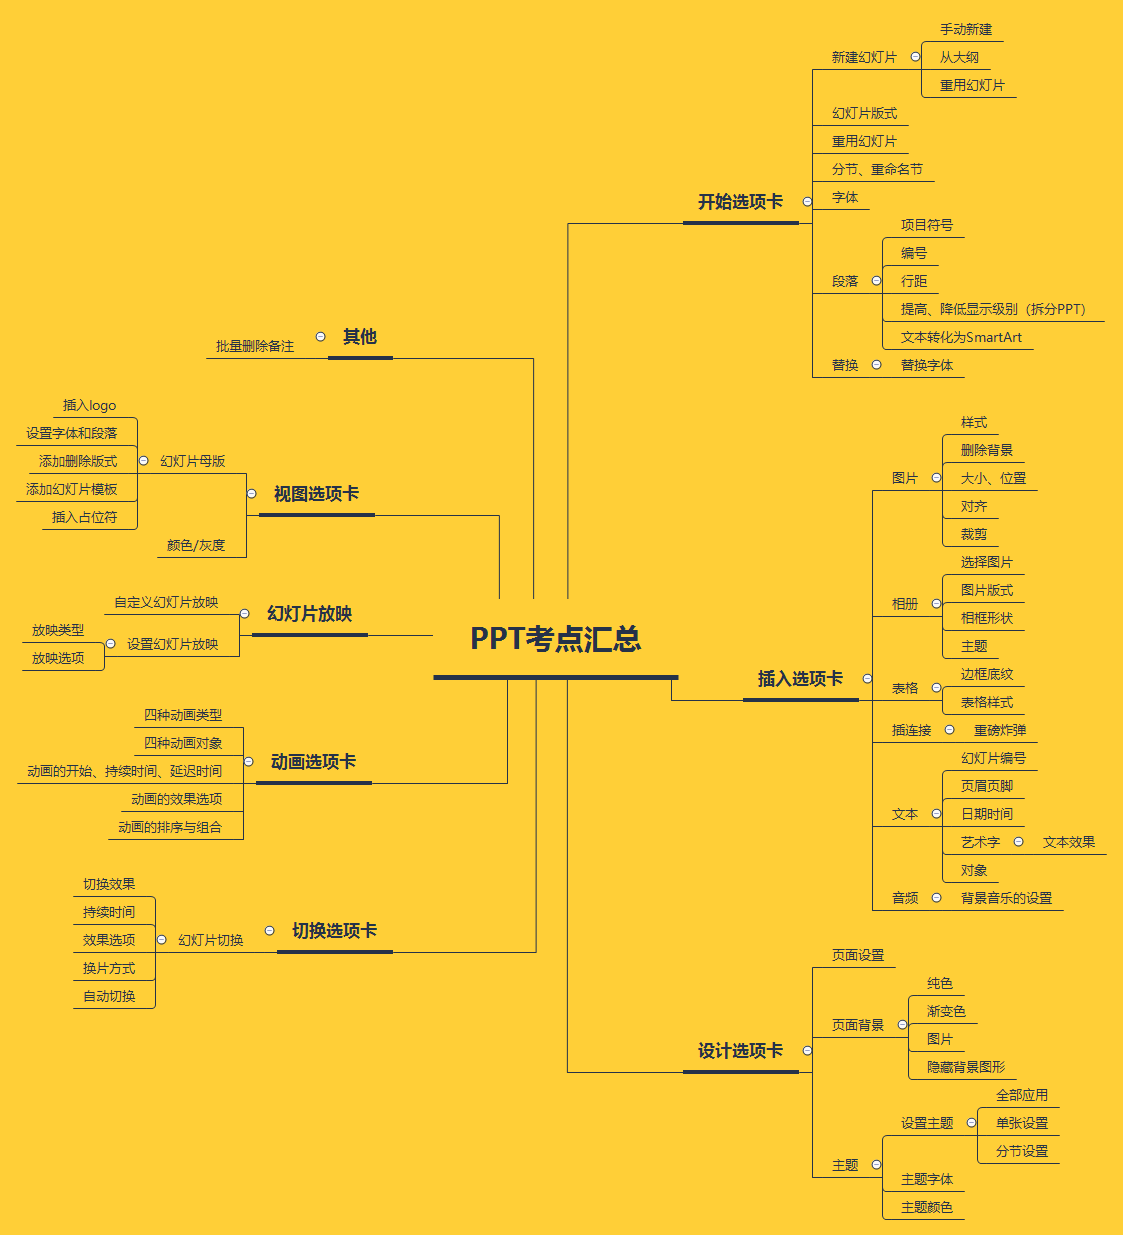 PPT考点汇总
开始选项卡
新建幻灯片
手动新建
从大纲
重用幻灯片
幻灯片版式
重用幻灯片
分节、重命名节
字体
段落
项目符号
编号
行距
提高、降低显示级别（拆分PPT）
文本转化为SmartArt
替换
替换字体
插入选项卡
图片
样式
删除背景
大小、位置
对齐
裁剪
相册
选择图片
图片版式
相框形状
主题
表格
边框底纹
表格样式
插连接
重磅炸弹
文本
幻灯片编号
页眉页脚
日期时间
艺术字
文本效果
对象
音频
背景音乐的设置
设计选项卡
页面设置
页面背景
纯色
渐变色
图片
隐藏背景图形
主题
设置主题
全部应用
单张设置
分节设置
主题字体
主题颜色
其他
批量删除备注
视图选项卡
幻灯片母版
插入logo
设置字体和段落
添加删除版式
添加幻灯片模板
插入占位符
颜色/灰度
幻灯片放映
自定义幻灯片放映
设置幻灯片放映
放映类型
放映选项
动画选项卡
四种动画类型
四种动画对象
动画的开始、持续时间、延迟时间
动画的效果选项
动画的排序与组合
切换选项卡
幻灯片切换
切换效果
持续时间
效果选项
换片方式
自动切换